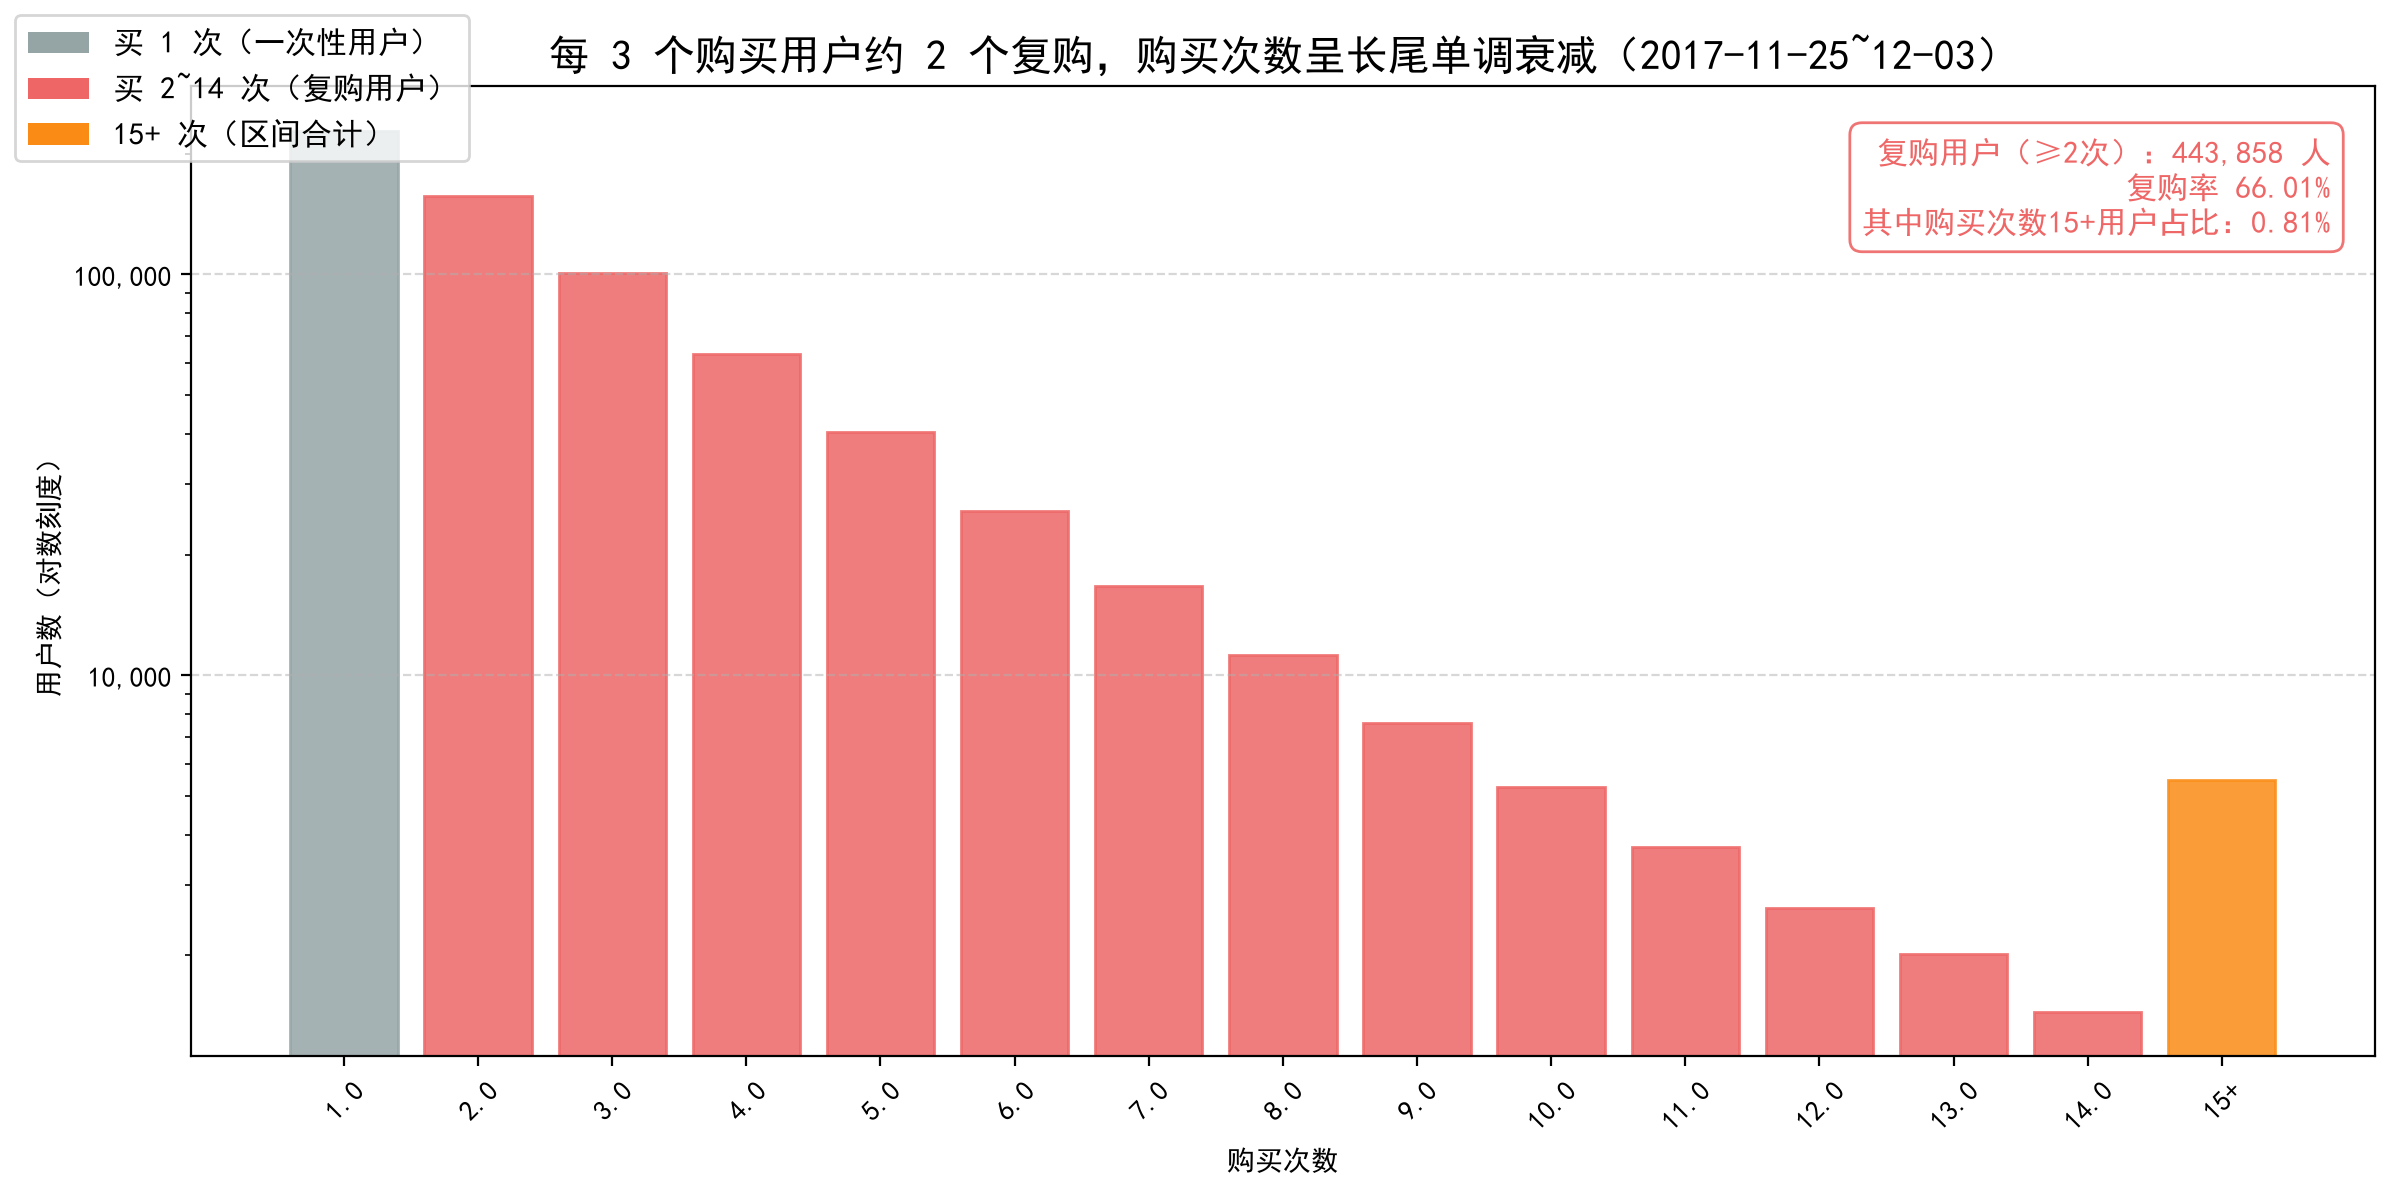 每 3 个购买用户约 2 个复购，购买次数呈长尾单调衰减（2017-11-25~12-03）
买 1 次（一次性用户）
买 2~14 次（复购用户）
15+ 次（区间合计）
复购用户（≥2次）: 443,858 人
复购率 66.01%
其中购买次数15+用户占比: 0.81%
用户数（对数刻度）
100,000
10,000
1.0
2.0
3.0
4.0
5.0
6.0
7.0
8.0
9.0
10.0
11.0
12.0
13.0
14.0
15+
购买次数